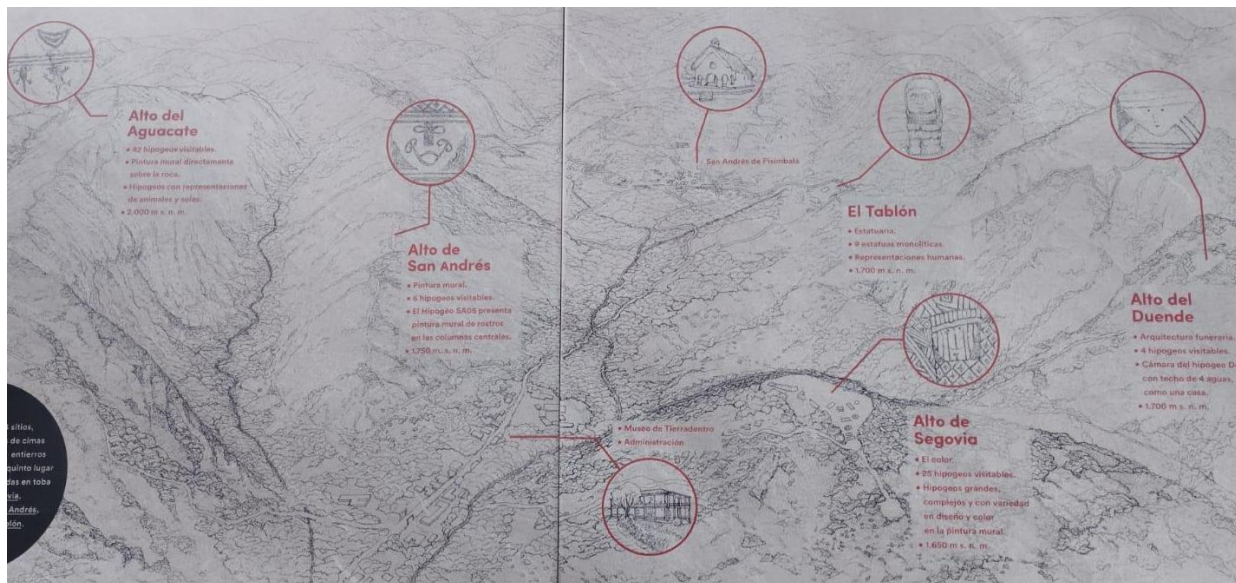 Alto del
Aguacate
• 42 hipogeos visitables.
• Pintura mural directamente
sobre la roca.
• Hipogeos con representaciones
de animales y soles.
• 2.000 m s. n. m.
Alto de
San Andrés
• Pintura mural.
• 6 hipogeos visitables.
• El Hipogeo SA05 presenta
pintura mural de rostros
en las columnas centrales.
• 1.750 m. s. n. m.
San Andrés de Pisimbalá
El Tablón
• Estatuaria.
• 9 estatuas monolíticas.
• Representaciones humanas.
• 1.700 m s. n. m.
Alto del
Duende
• Arquitectura funeraria.
• 4 hipogeos visitables.
• Cámara del hipogeo D
con techo de 4 aguas,
como una casa.
• 1.700 m s. n. m.
• Museo de Tierradentro
• Administración
Alto de
Segovia
• El color.
• 25 hipogeos visitables.
• Hipogeos grandes,
complejos y con variedad
en diseño y color
en la pintura mural.
• 1.650 m s. n. m.
sitios,
de cimas
entierros
quinto lugar
das en toba
via,
Andrés,
blón.